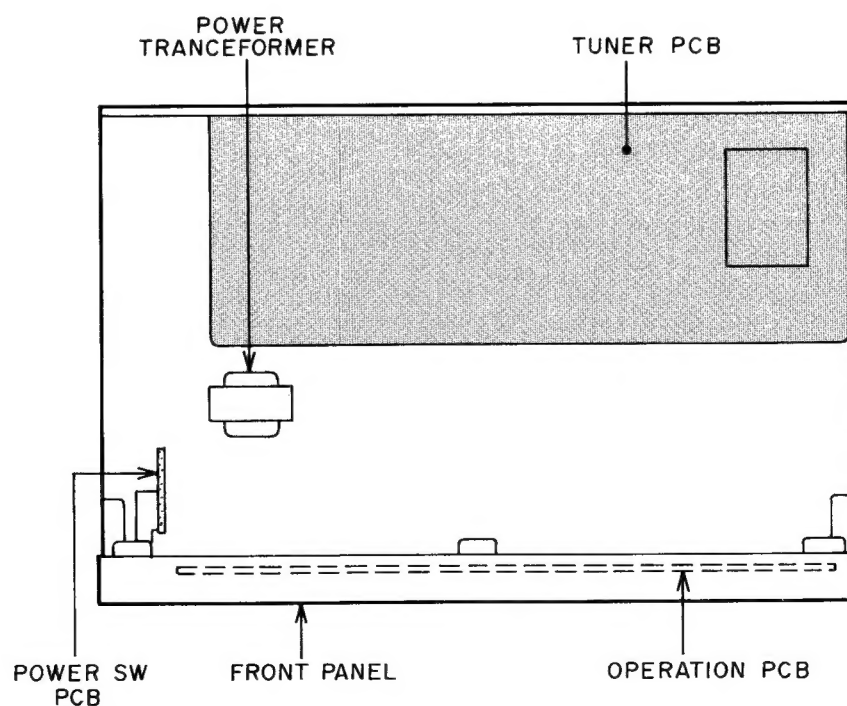 POWER
TRANCEFORMER
TUNER PCB
POWER SW
PCB
FRONT PANEL
OPERATION PCB